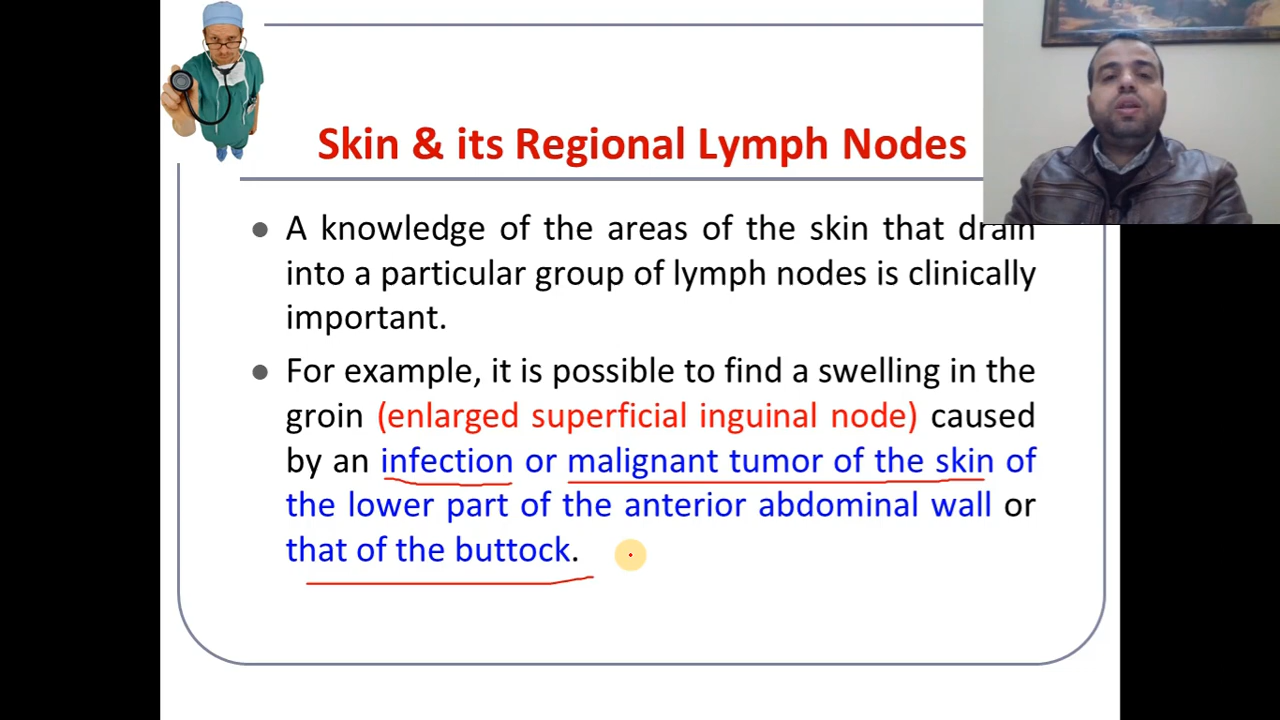 Skin & its Regional Lymph Nodes
A knowledge of the areas of the skin that drain
into a particular group of lymph nodes is clinically
important.
For example, it is possible to find a swelling in the
groin (enlarged superficial inguinal node) caused
by an infection or malignant tumor of the skin of
the lower part of the anterior abdominal wall or
that of the buttock.